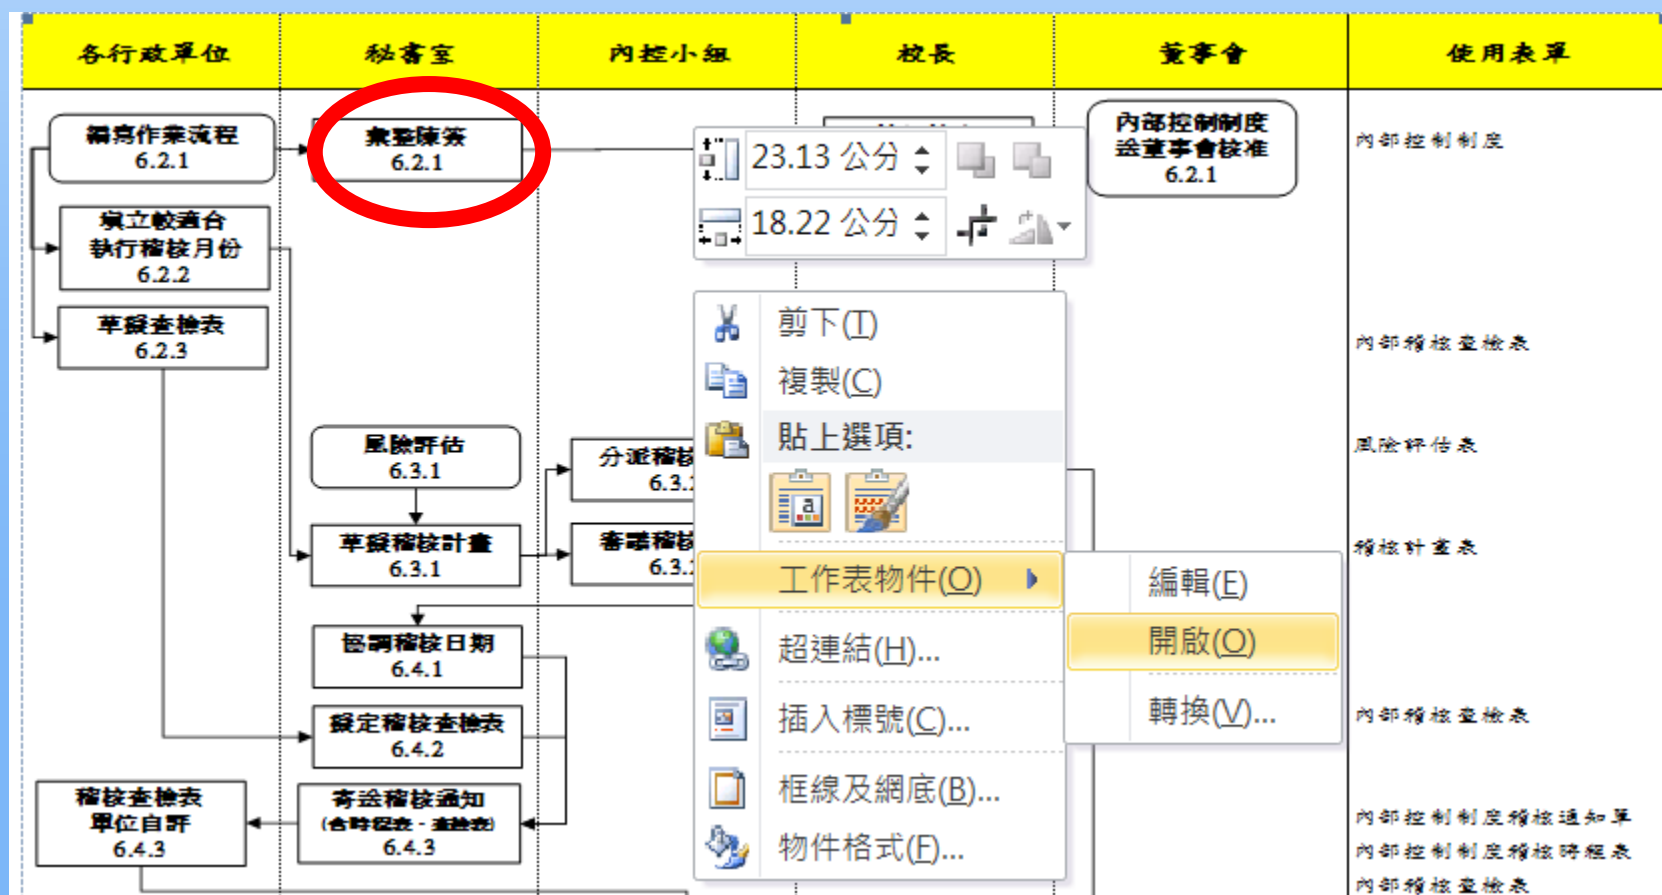 各行政單位
秘書室
內控小組
校長
董事會
使用表單
編寫作業流程
6.2.1
彙整陳簽
6.2.1
內部控制制度
送董事會核准
6.2.1
內部控制制度
填立較適合
執行稽核月份
6.2.2
草擬查檢表
6.2.3
內部稽核查檢表
風險評估
6.3.1
分派稽核
6.3.
風險評估表
草擬稽核計畫
6.3.1
審議稽核
6.3.
稽核計畫表
協調稽核日期
6.4.1
擬定稽核查檢表
6.4.2
內部稽核查檢表
稽核查檢表
單位自評
6.4.3
寄送稽核通知
(含時程表、查檢表)
6.4.3
內部控制制度稽核通知單
內部控制制度稽核時程表
內部稽核查檢表
23.13 公分
18.22 公分
剪下(T)
複製(C)
貼上選項:
工作表物件(O)
超連結(H)...
插入標號(C)...
框線及網底(B)...
物件格式(F)...
編輯(E)
開啟(O)
轉換(V)...